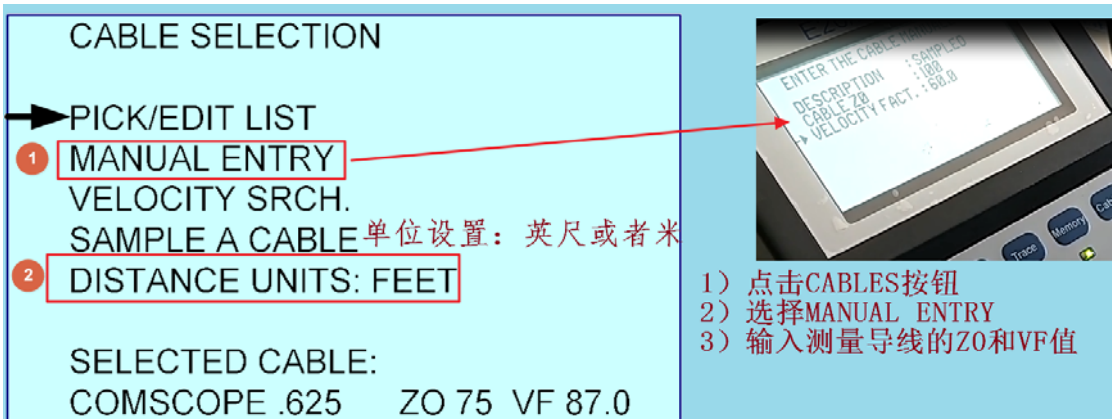 CABLE SELECTION
PICK/EDIT LIST
1 MANUAL ENTRY
VELOCITY SRCH.
SAMPLE A CABLE 单位设置：英尺或者米
2 DISTANCE UNITS: FEET
SELECTED CABLE:
COMSCOPE .625 ZO 75 VF 87.0
ENTER THE CABLE
DESCRIPTION :SAMPLED
CABLE Z0 :100
VELOCITY FACT.:60.0
Trace
Memory
1）点击CABLES按钮
2）选择MANUAL ENTRY
3）输入测量导线的Z0和VF值